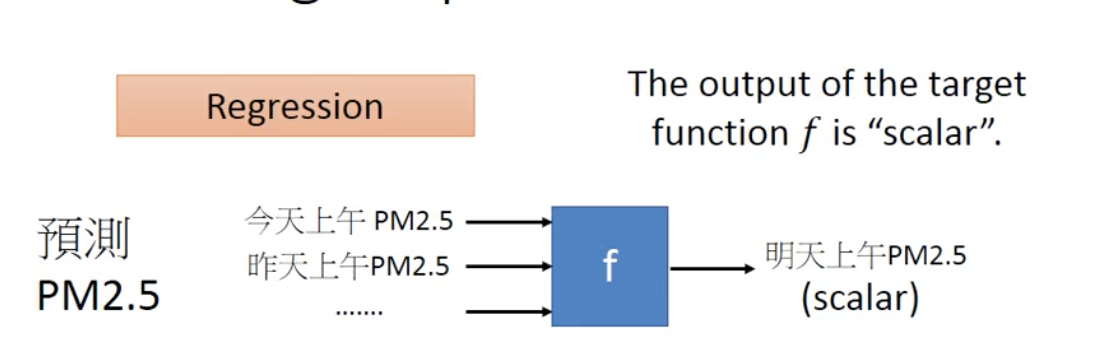 Regression
The output of the target
function f is “scalar”.
預測
PM2.5
今天上午 PM2.5
昨天上午PM2.5
.......
f
明天上午PM2.5
(scalar)